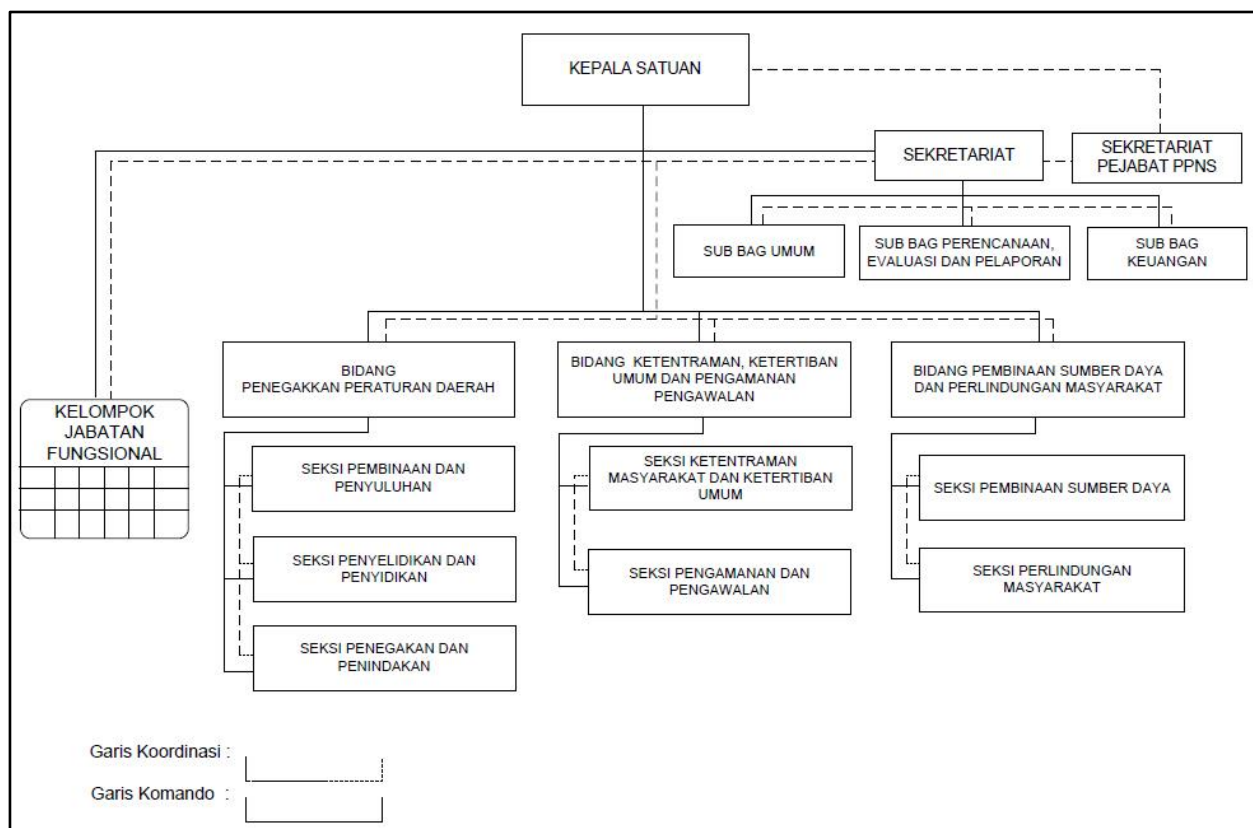 KEPALA SATUAN
SEKRETARIAT
SEKRETARIAT
PEJABAT PPNS
SUB BAG UMUM
SUB BAG PERENCANAAN,
EVALUASI DAN PELAPORAN
SUB BAG
KEUANGAN
BIDANG
PENEGAKKAN PERATURAN DAERAH
BIDANG KETENTRAMAN, KETERTIBAN
UMUM DAN PENGAMANAN
PENGAWALAN
BIDANG PEMBINAAN SUMBER DAYA
DAN PERLINDUNGAN MASYARAKAT
KELOMPOK
JABATAN
FUNGSIONAL
SEKSI PEMBINAAN DAN
PENYULUHAN
SEKSI PENYELIDIKAN DAN
PENYIDIKAN
SEKSI PENEGAKAN DAN
PENINDAKAN
SEKSI KETENTRAMAN
MASYARAKAT DAN KETERTIBAN
UMUM
SEKSI PENGAMANAN DAN
PENGAWALAN
SEKSI PEMBINAAN SUMBER DAYA
SEKSI PERLINDUNGAN
MASYARAKAT
Garis Koordinasi :
Garis Komando :